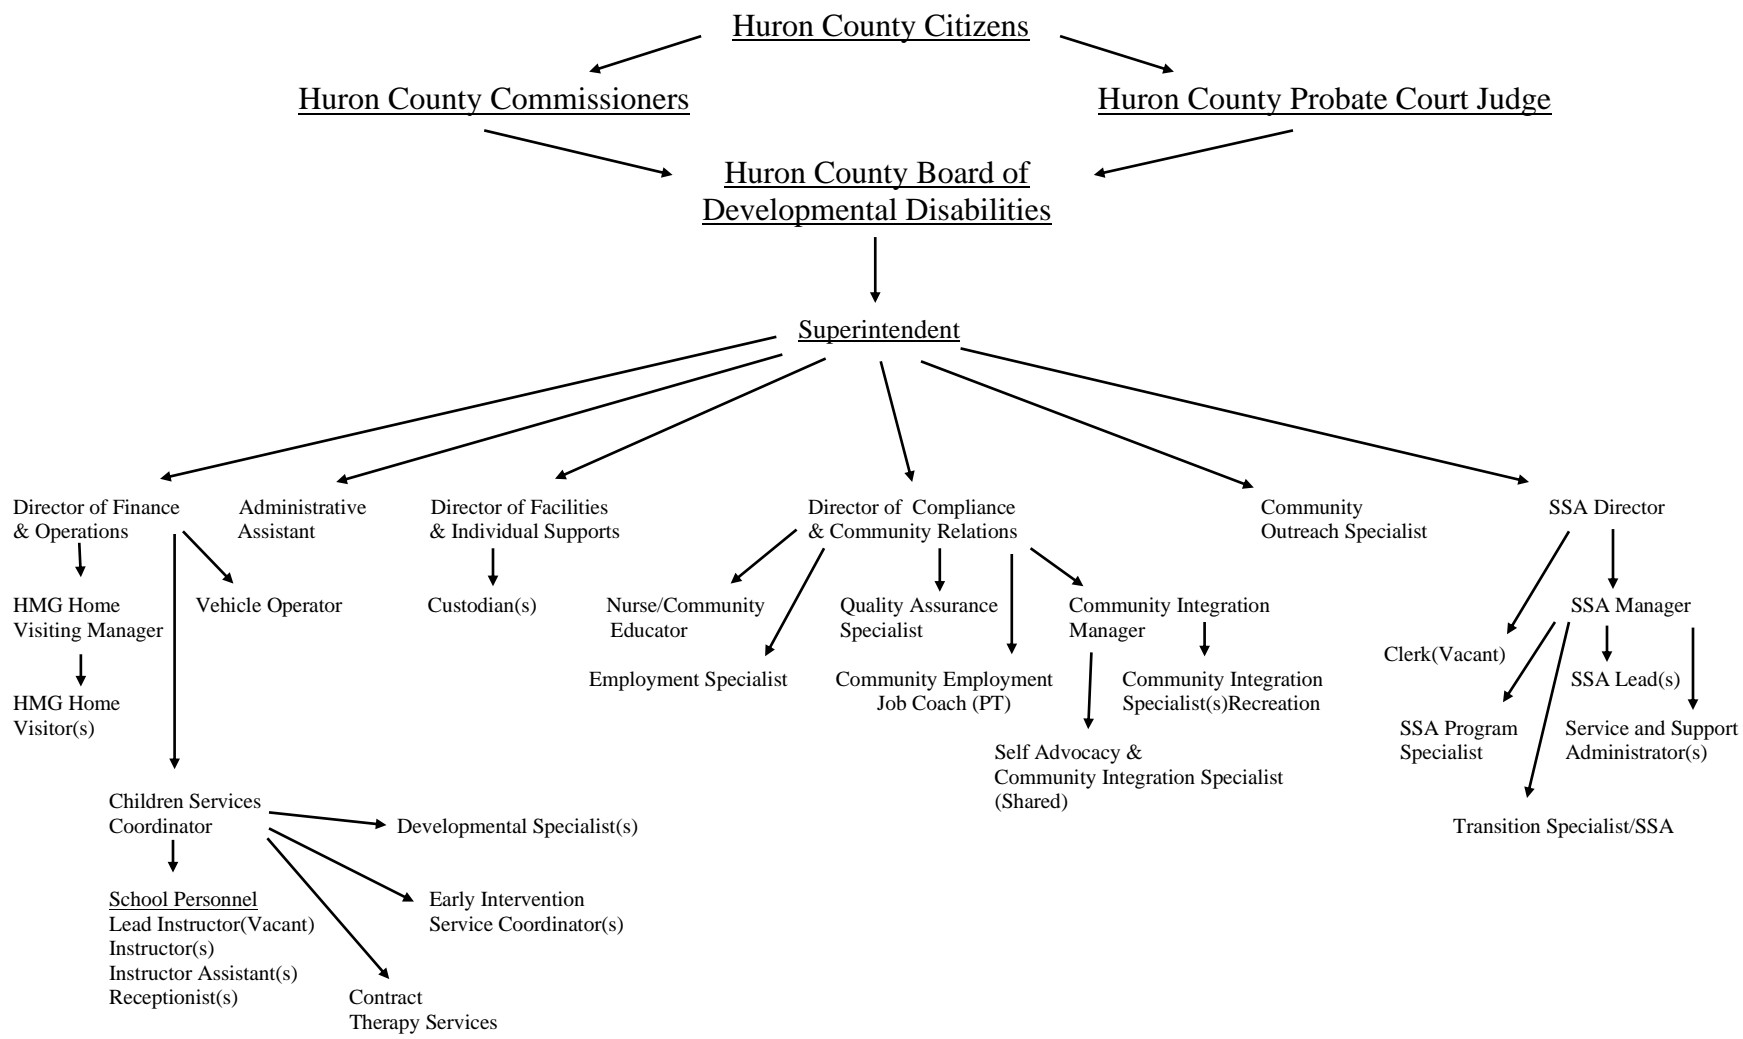 Huron County Citizens
Huron County Commissioners
Huron County Probate Court Judge
Huron County Board of
Developmental Disabilities
Superintendent
Director of Finance
& Operations
Administrative
Assistant
Director of Facilities
& Individual Supports
Director of  Compliance
& Community Relations
Community
Outreach Specialist
SSA Director
HMG Home
Visiting Manager
Vehicle Operator
Custodian(s)
Nurse/Community
Educator
Quality Assurance
Specialist
Community Integration
Manager
SSA Manager
Clerk(Vacant)
Employment Specialist
Community Employment
Job Coach (PT)
Community Integration
Specialist(s)Recreation
SSA Lead(s)
HMG Home
Visitor(s)
SSA Program
Specialist
Service and Support
Administrator(s)
Self Advocacy &
Community Integration Specialist
(Shared)
Children Services
Coordinator
Developmental Specialist(s)
Transition Specialist/SSA
School Personnel
Lead Instructor(Vacant)
Instructor(s)
Instructor Assistant(s)
Receptionist(s)
Early Intervention
Service Coordinator(s)
Contract
Therapy Services